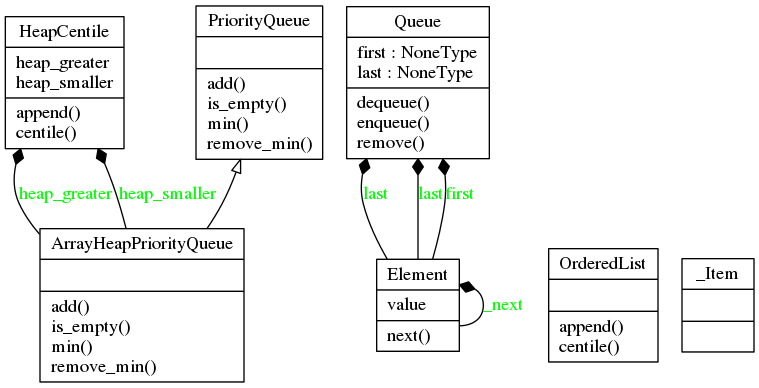 HeapCentile
heap_greater
heap_smaller
append()
centile()
PriorityQueue
add()
is_empty()
min()
remove_min()
Queue
first : NoneType
last : NoneType
dequeue()
enqueue()
remove()
heap_greater
heap_smaller
last
last
first
ArrayHeapPriorityQueue
add()
is_empty()
min()
remove_min()
Element
value
next()
_next
OrderedList
append()
centile()
_Item